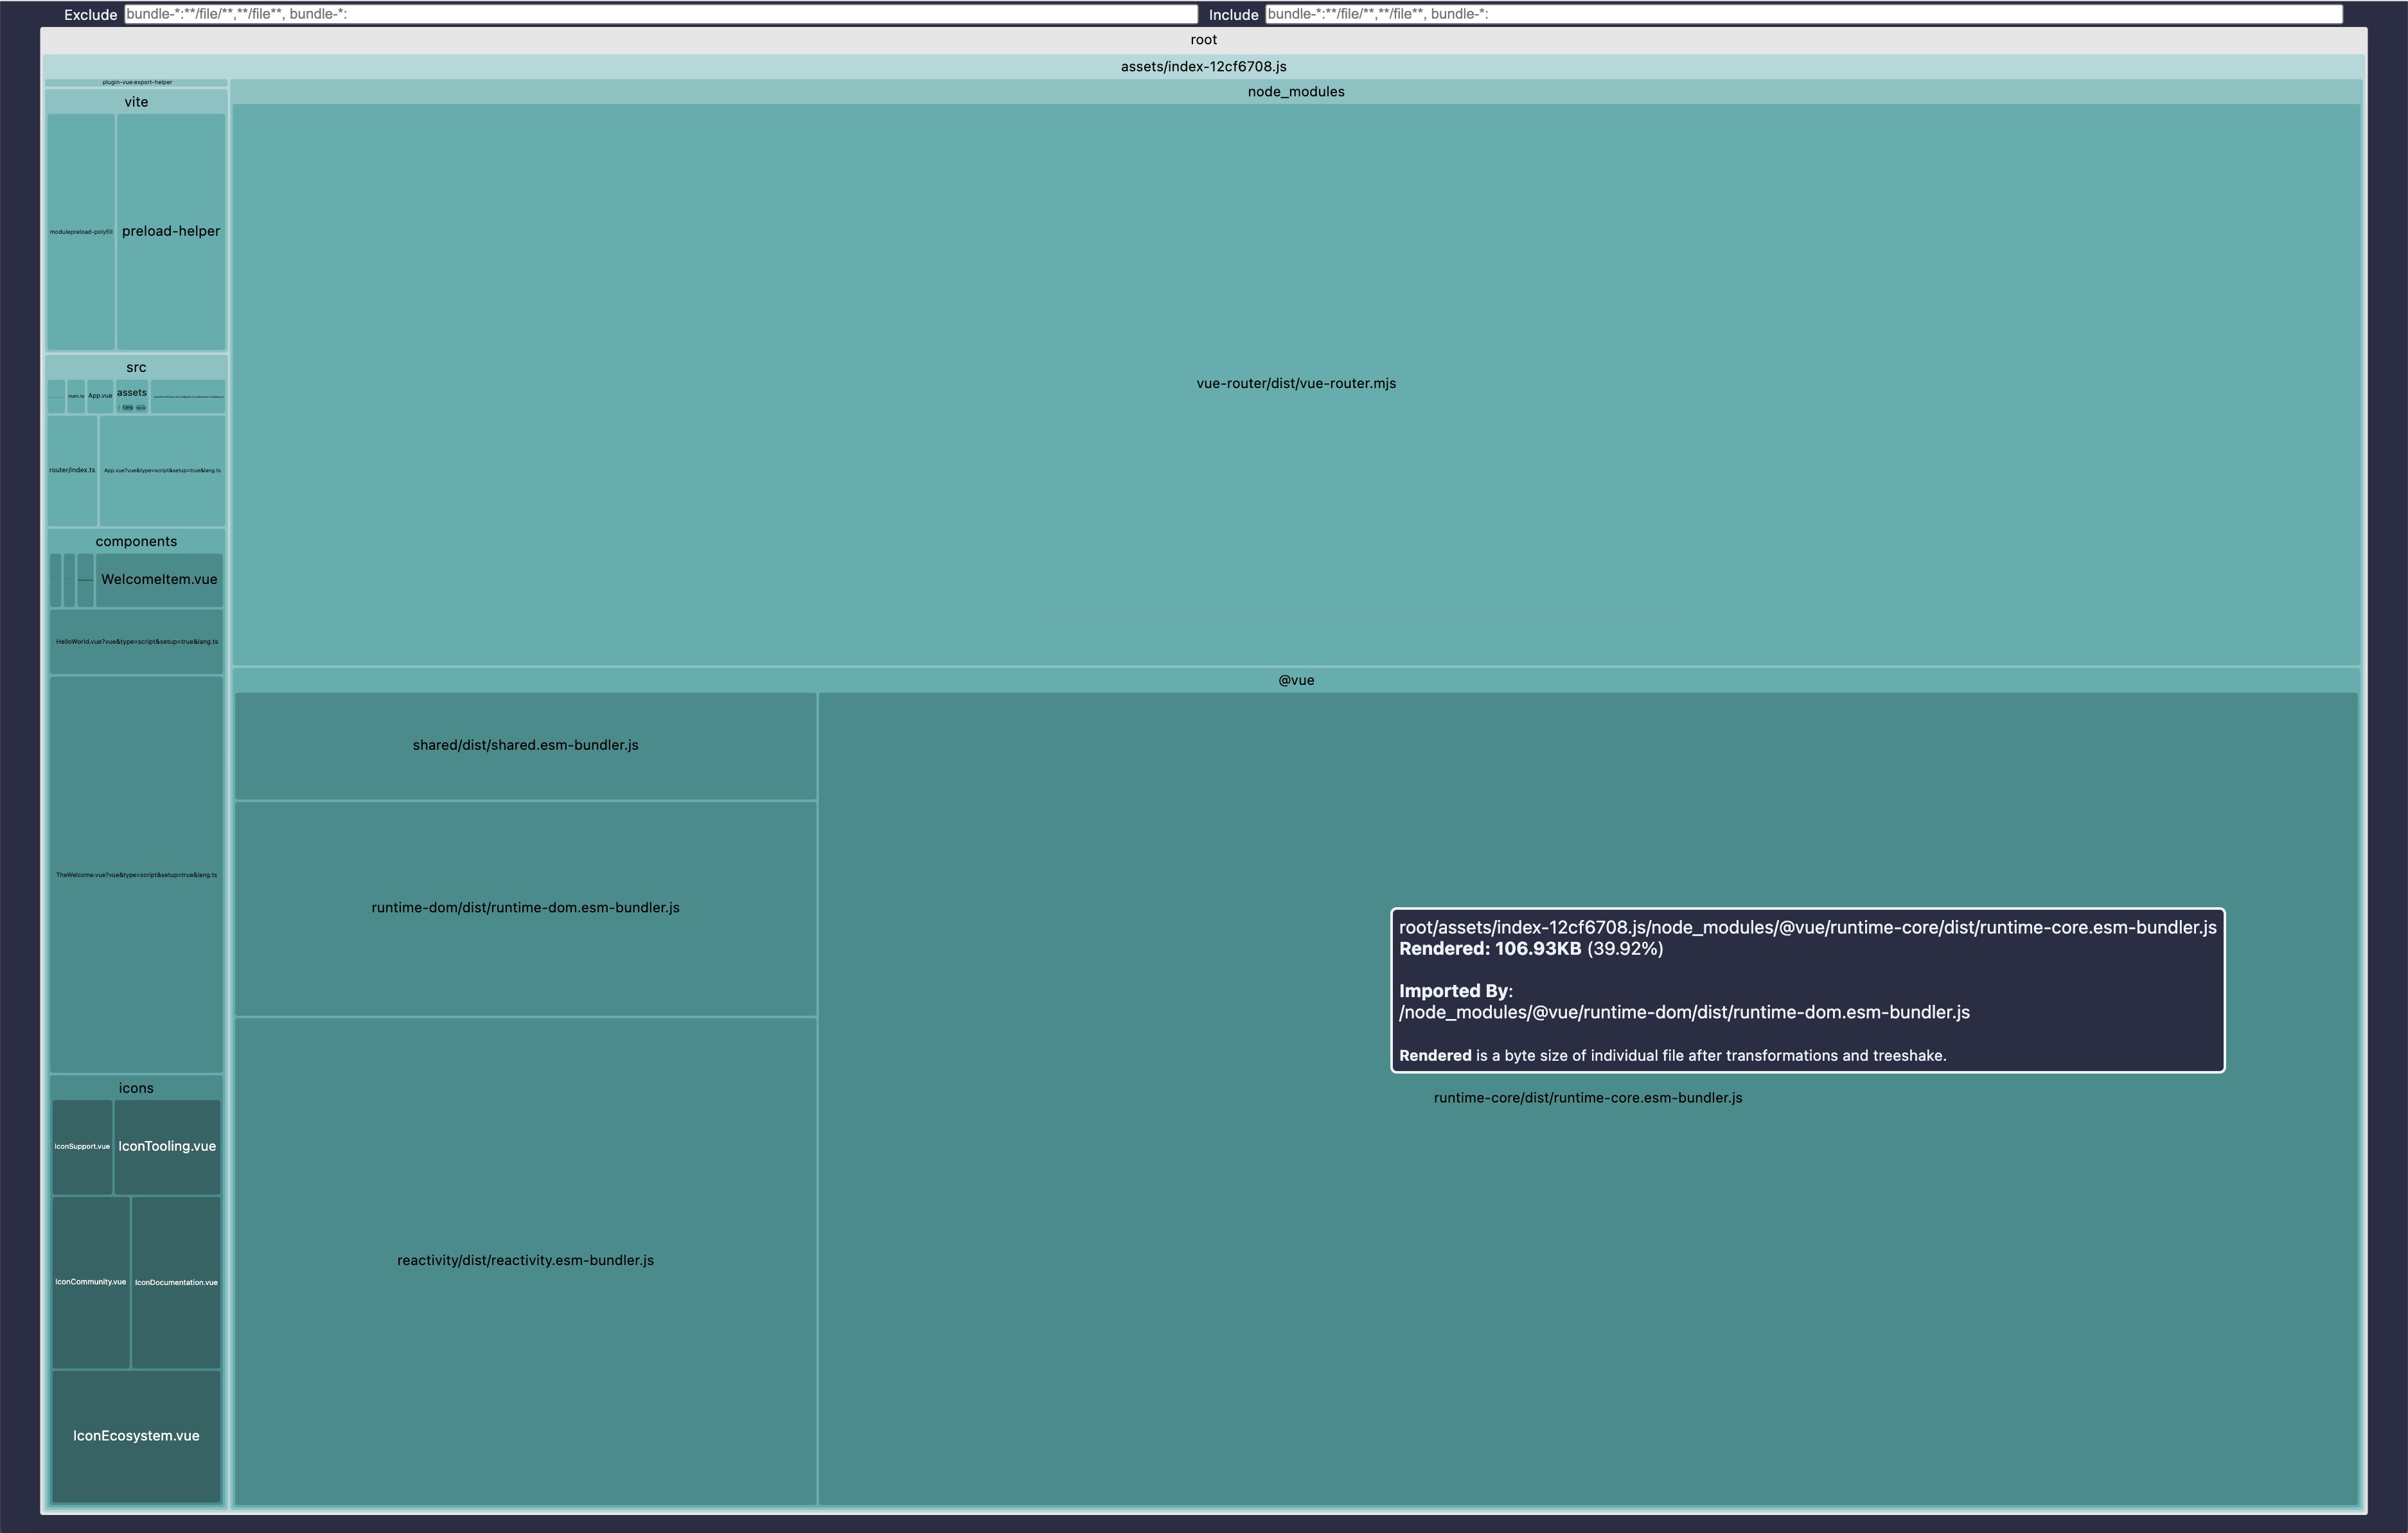 Exclude bundle-*:**/file/**,**/file**, bundle-*: Include bundle-*:**/file/**,**/file**, bundle-*:
root
assets/index-12cf6708.js
plugin-vue:export-helper
node_modules
vite
modulepreload-polyfill
preload-helper
vue-router/dist/vue-router.mjs
src
main.ts
App.vue
assets
router/index.ts
App.vue?vue&type=script&setup=true&lang.ts
components
WelcomeItem.vue
HelloWorld.vue?vue&type=script&setup=true&lang.ts
TheWelcome.vue?vue&type=script&setup=true&lang.ts
icons
IconSupport.vue
IconTooling.vue
IconCommunity.vue
IconDocumentation.vue
IconEcosystem.vue
@vue
shared/dist/shared.esm-bundler.js
runtime-dom/dist/runtime-dom.esm-bundler.js
reactivity/dist/reactivity.esm-bundler.js
root/assets/index-12cf6708.js/node_modules/@vue/runtime-core/dist/runtime-core.esm-bundler.js
Rendered: 106.93KB (39.92%)
Imported By:
/node_modules/@vue/runtime-dom/dist/runtime-dom.esm-bundler.js
Rendered is a byte size of individual file after transformations and treeshake.
runtime-core/dist/runtime-core.esm-bundler.js